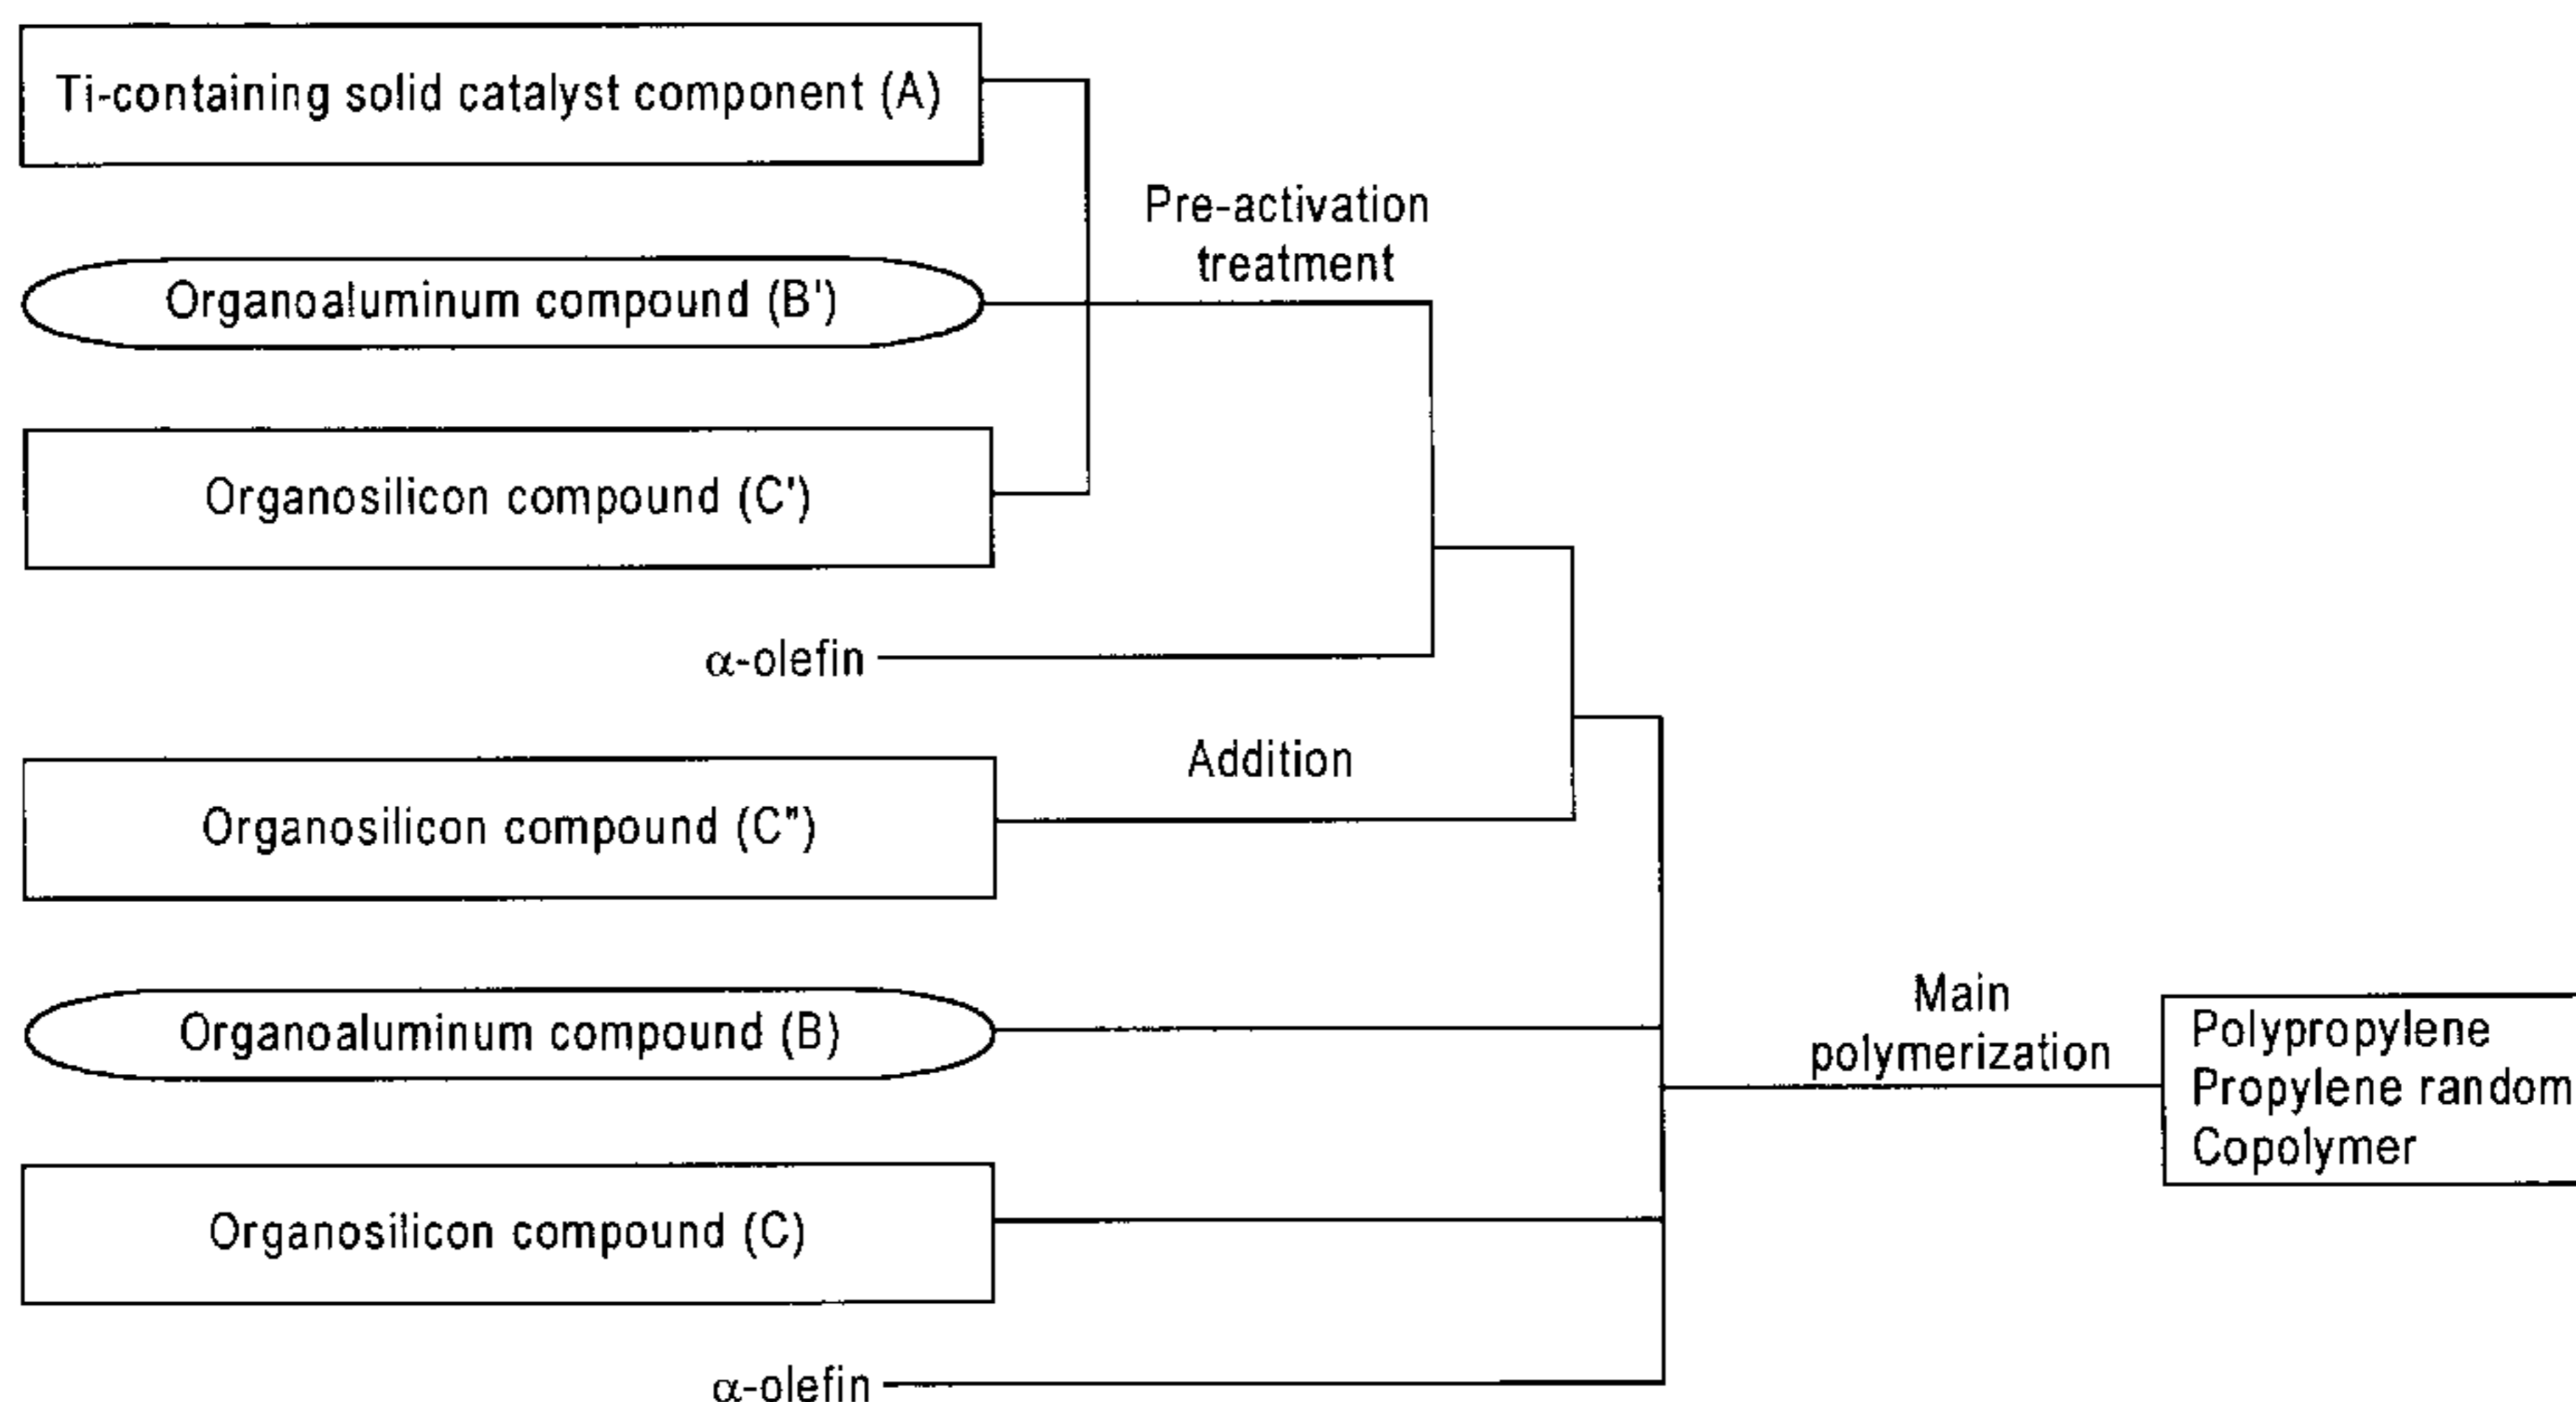 Ti-containing solid catalyst component (A)
Pre-activation
treatment
Organoaluminum compound (B')
Organosilicon compound (C')
α-olefin
Addition
Organosilicon compound (C")
Organoaluminum compound (B)
Main
polymerization
Polypropylene
Propylene random
Copolymer
Organosilicon compound (C)
α-olefin